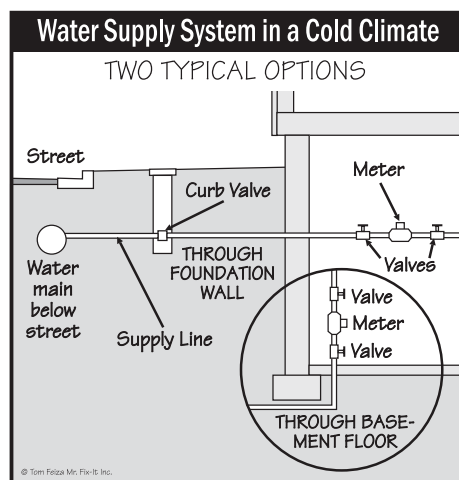 Water Supply System in a Cold Climate
TWO TYPICAL OPTIONS
Street
Meter
Curb Valve
THROUGH
FOUNDATION
WALL
Valves
Water
main
below
street
Supply Line
Valve
Meter
Valve
THROUGH BASE-
MENT FLOOR
© Tom Feiza Mr. Fix-It Inc.